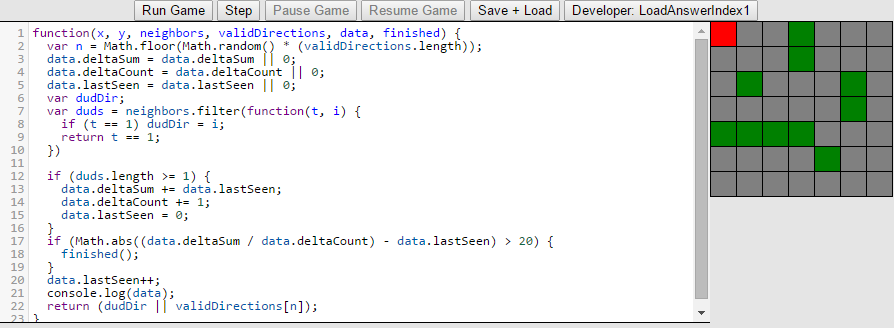 Run Game Step Pause Game Resume Game Save + Load Developer: LoadAnswerIndex1
1 function(x, y, neighbors, validDirections, data, finished) {
2 var n = Math.floor(Math.random() * (validDirections.length));
3 data.deltaSum = data.deltaSum || 0;
4 data.deltaCount = data.deltaCount || 0;
5 data.lastSeen = data.lastSeen || 0;
6 var dudDir;
7 var duds = neighbors.filter(function(t, i) {
8 if (t == 1) dudDir = i;
9 return t == 1;
10 })
11
12 if (duds.length >= 1) {
13 data.deltaSum += data.lastSeen;
14 data.deltaCount += 1;
15 data.lastSeen = 0;
16 }
17 if (Math.abs((data.deltaSum / data.deltaCount) - data.lastSeen) > 20) {
18 finished();
19 }
20 data.lastSeen++;
21 console.log(data);
22 return (dudDir || validDirections[n]);
23 }